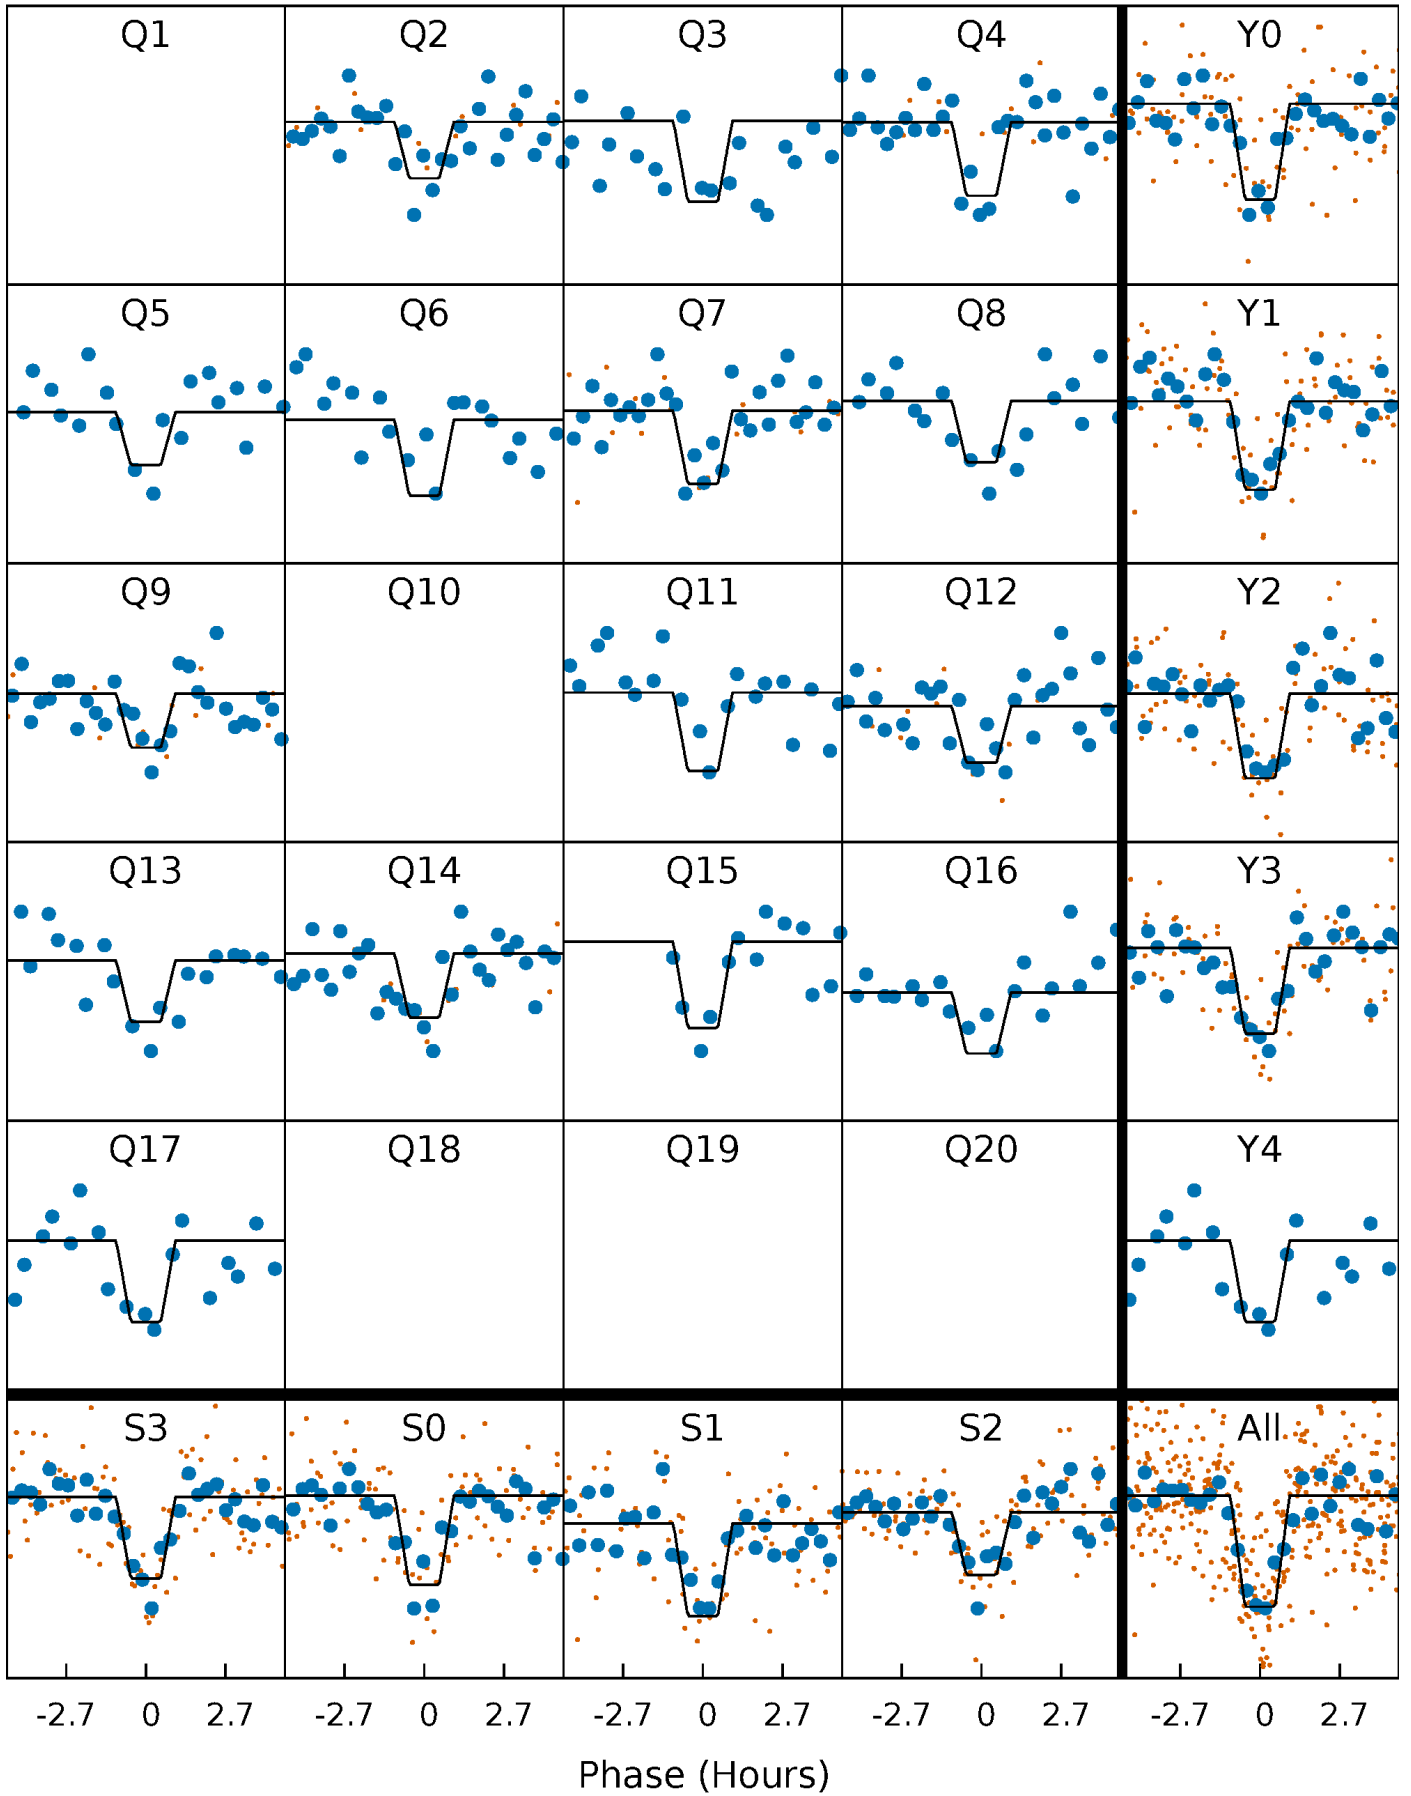 Q1 Q2 Q3 Q4 Y0
Q5 Q6 Q7 Q8 Y1
Q9 Q10 Q11 Q12 Y2
Q13 Q14 Q15 Q16 Y3
Q17 Q18 Q19 Q20 Y4
S3 S0 S1 S2 All
-2.7 0 2.7 -2.7 0 2.7 -2.7 0 2.7 -2.7 0 2.7 -2.7 0 2.7
Phase (Hours)